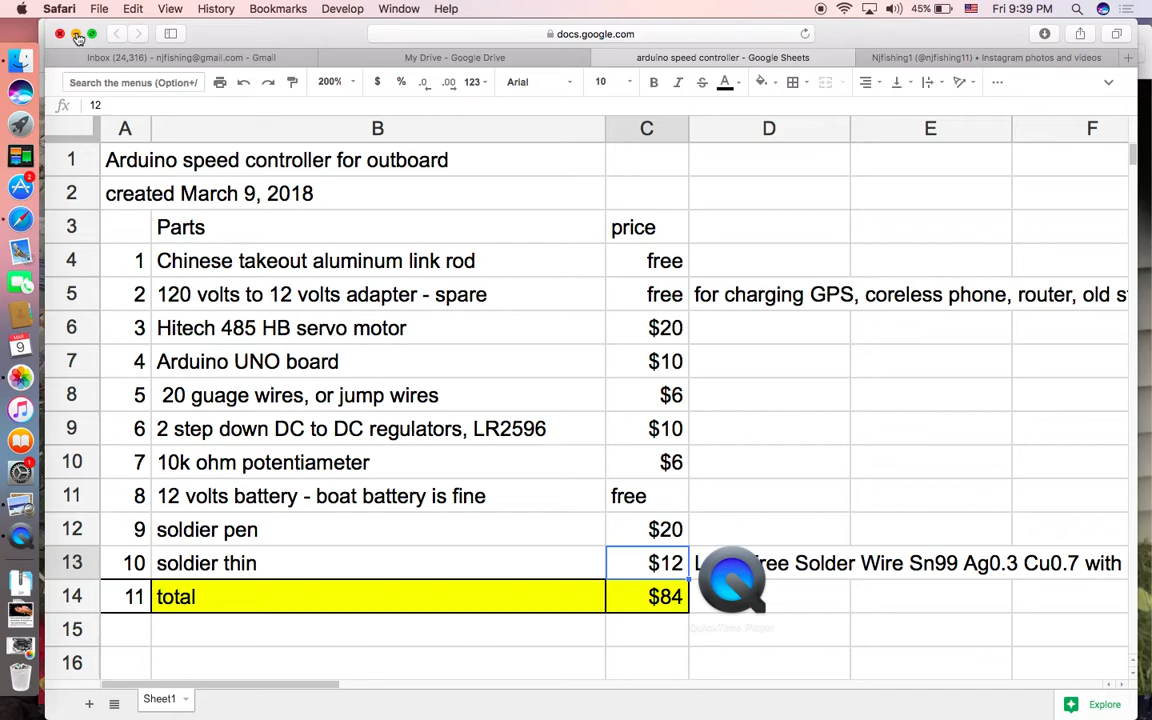 Safari File Edit View History Bookmarks Develop Window Help 45% Fri 9:39 PM
docs.google.com
Inbox (24,316) - njfishing@gmail.com - Gmail My Drive - Google Drive arduino speed controller - Google Sheets Njfishing1 (@njfishing11) • Instagram photos and videos
Search the menus (Option+/ 200% $ % .0 .00 123 Arial 10 B I S A
fx 12
A B C D E F
1 Arduino speed controller for outboard
2 created March 9, 2018
3 Parts price
4 1 Chinese takeout aluminum link rod free
5 2 120 volts to 12 volts adapter - spare free for charging GPS, coreless phone, router, old s
6 3 Hitech 485 HB servo motor $20
7 4 Arduino UNO board $10
8 5 20 guage wires, or jump wires $6
9 6 2 step down DC to DC regulators, LR2596 $10
10 7 10k ohm potentiameter $6
11 8 12 volts battery - boat battery is fine free
12 9 soldier pen $20
13 10 soldier thin $12 ree Solder Wire Sn99 Ag0.3 Cu0.7 with
14 11 total $84
QuickTime Player
15
16
Sheet1 Explore